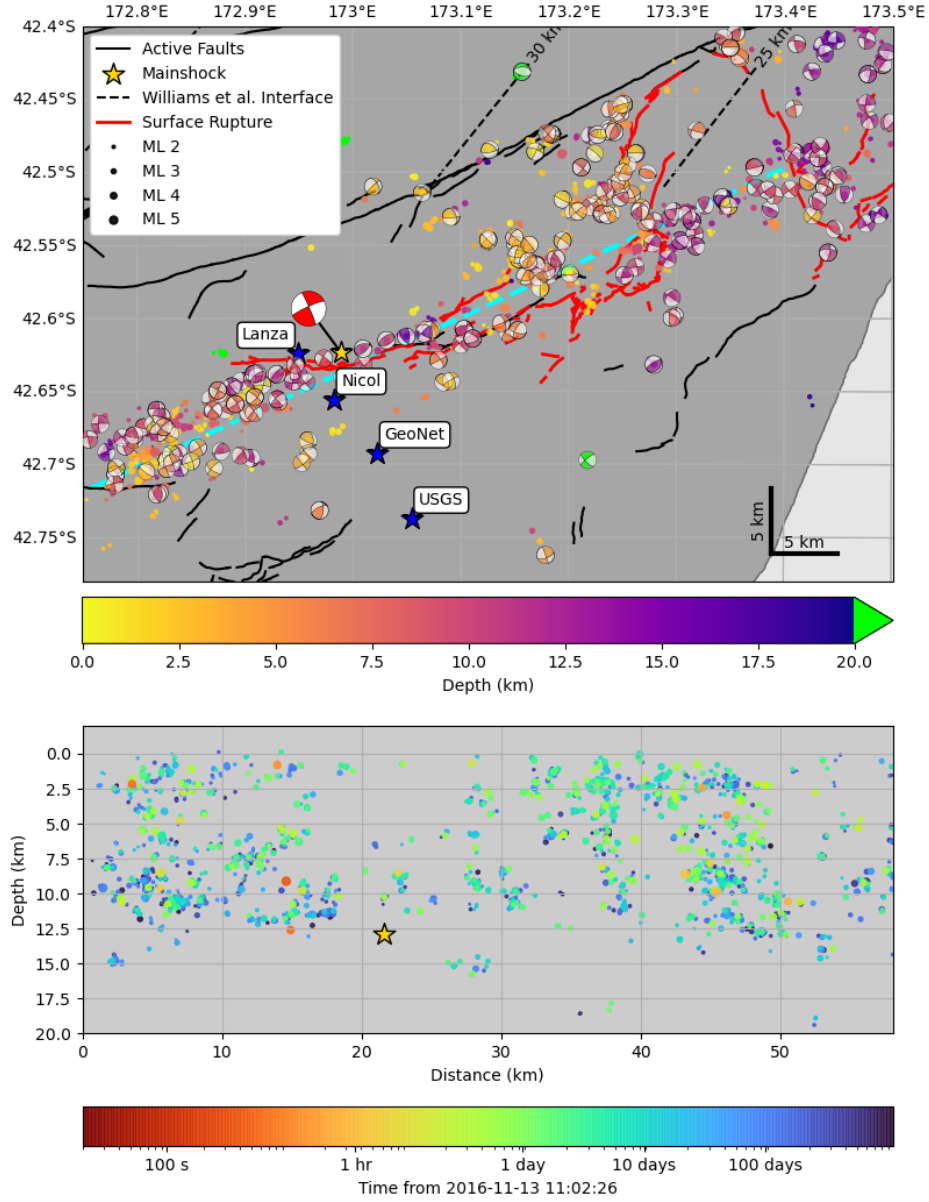 172.8°E 172.9°E 173°E 173.1°E 173.2°E 173.3°E 173.4°E 173.5°E
42.4°S
42.45°S
42.5°S
42.55°S
42.6°S
42.65°S
42.7°S
42.75°S
Active Faults
Mainshock
Williams et al. Interface
Surface Rupture
ML 2
ML 3
ML 4
ML 5
30 km
25 km
Lanza
Nicol
GeoNet
USGS
5 km
5 km
0.0 2.5 5.0 7.5 10.0 12.5 15.0 17.5 20.0
Depth (km)
0.0
2.5
5.0
7.5
10.0
12.5
15.0
17.5
20.0
Depth (km)
0 10 20 30 40 50
Distance (km)
100 s 1 hr 1 day 10 days 100 days
Time from 2016-11-13 11:02:26